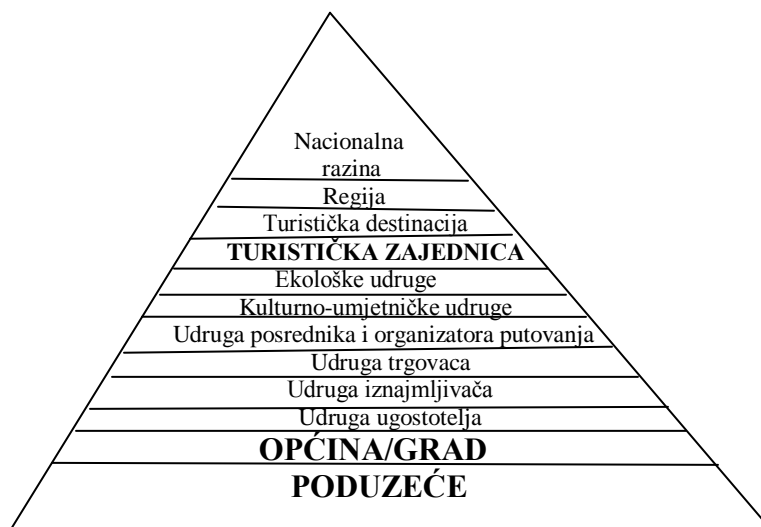 Nacionalna
razina
Regija
Turistička destinacija
TURISTIČKA ZAJEDNICA
Ekološke udruge
Kulturno-umjetničke udruge
Udruga posrednika i organizatora putovanja
Udruga trgovaca
Udruga iznajmljivača
Udruga ugostotelja
OPĆINA/GRAD
PODUZEĆE